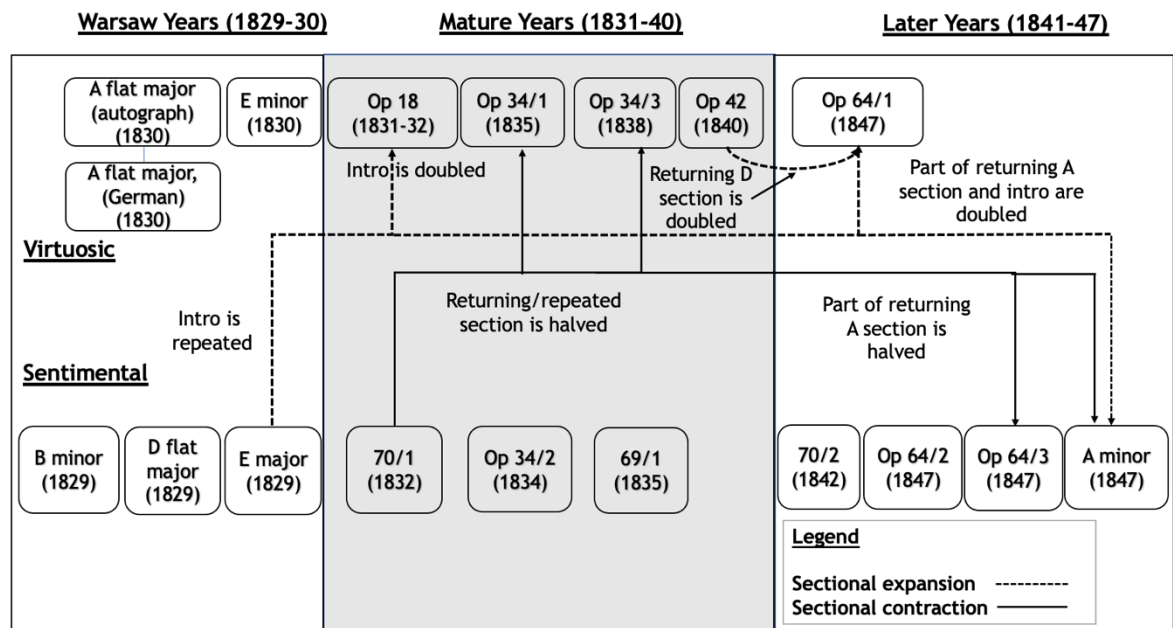 Warsaw Years (1829-30)
Mature Years (1831-40)
Later Years (1841-47)
A flat major
(autograph)
(1830)
E minor
(1830)
Op 18
(1831-32)
Op 34/1
(1835)
Op 34/3
(1838)
Op 42
(1840)
Op 64/1
(1847)
A flat major,
(German)
(1830)
Intro is doubled
Returning D
section is
doubled
Part of returning A
section and intro are
doubled
Virtuosic
Intro is
repeated
Returning/repeated
section is halved
Part of returning
A section is
halved
Sentimental
B minor
(1829)
D flat
major
(1829)
E major
(1829)
70/1
(1832)
Op 34/2
(1834)
69/1
(1835)
70/2
(1842)
Op 64/2
(1847)
Op 64/3
(1847)
A minor
(1847)
Legend
Sectional expansion
Sectional contraction